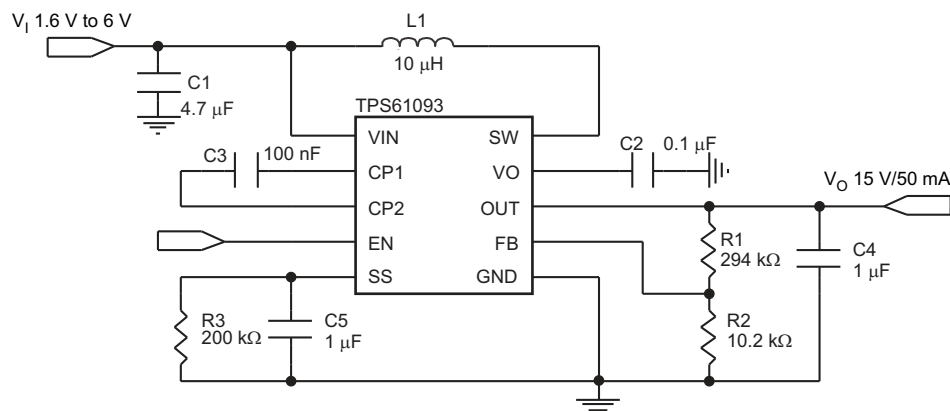 V_I 1.6 V to 6 V
L1
10 µH
C1
4.7 µF
TPS61093
C3
100 nF
VIN
SW
C2
0.1 µF
CP1
VO
V_O 15 V/50 mA
CP2
OUT
EN
FB
R1
294 kΩ
C4
1 µF
SS
GND
R3
200 kΩ
C5
1 µF
R2
10.2 kΩ